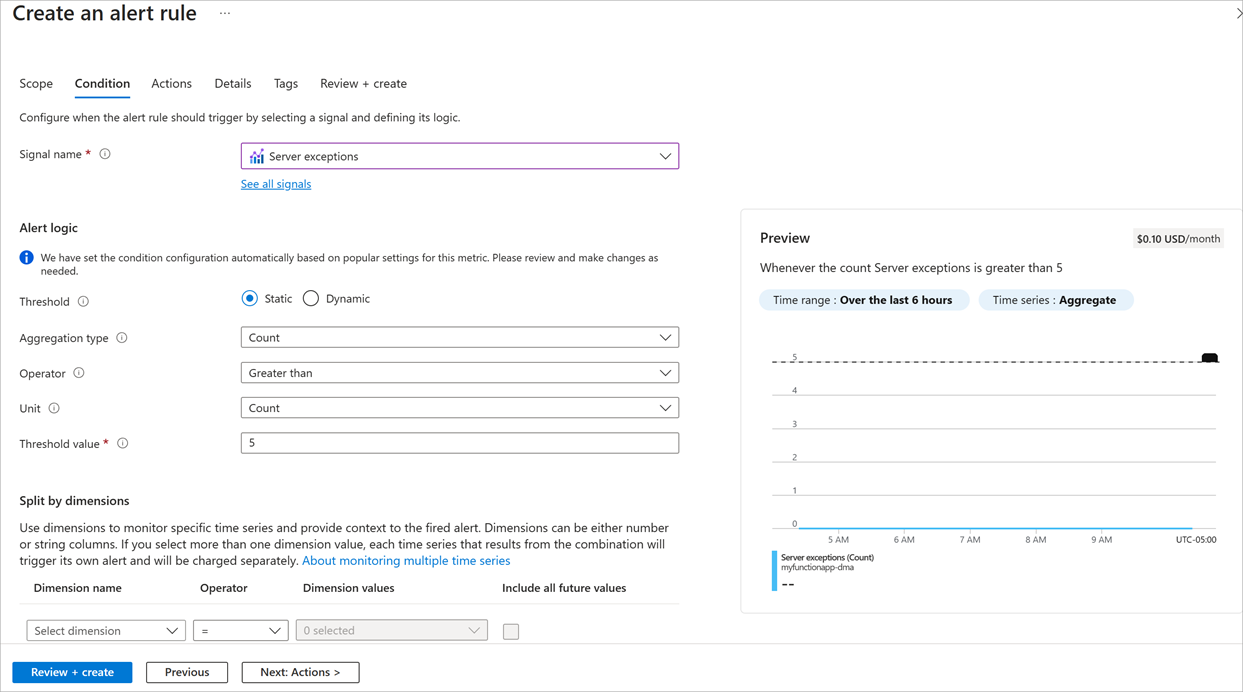 Create an alert rule ...
Scope Condition Actions Details Tags Review + create
Configure when the alert rule should trigger by selecting a signal and defining its logic.
Signal name *
Server exceptions
See all signals
Alert logic
We have set the condition configuration automatically based on popular settings for this metric. Please review and make changes as
needed.
Threshold
Static Dynamic
Aggregation type
Count
Operator
Greater than
Unit
Count
Threshold value *
5
Split by dimensions
Use dimensions to monitor specific time series and provide context to the fired alert. Dimensions can be either number
or string columns. If you select more than one dimension value, each time series that results from the combination will
trigger its own alert and will be charged separately. About monitoring multiple time series
Dimension name Operator Dimension values Include all future values
Select dimension = 0 selected
Preview
$0.10 USD/month
Whenever the count Server exceptions is greater than 5
Time range : Over the last 6 hours
Time series : Aggregate
5
4
3
2
1
0
5 AM 6 AM 7 AM 8 AM 9 AM UTC-05:00
Server exceptions (Count)
myfunctionapp-dma
--
Review + create
Previous
Next: Actions >